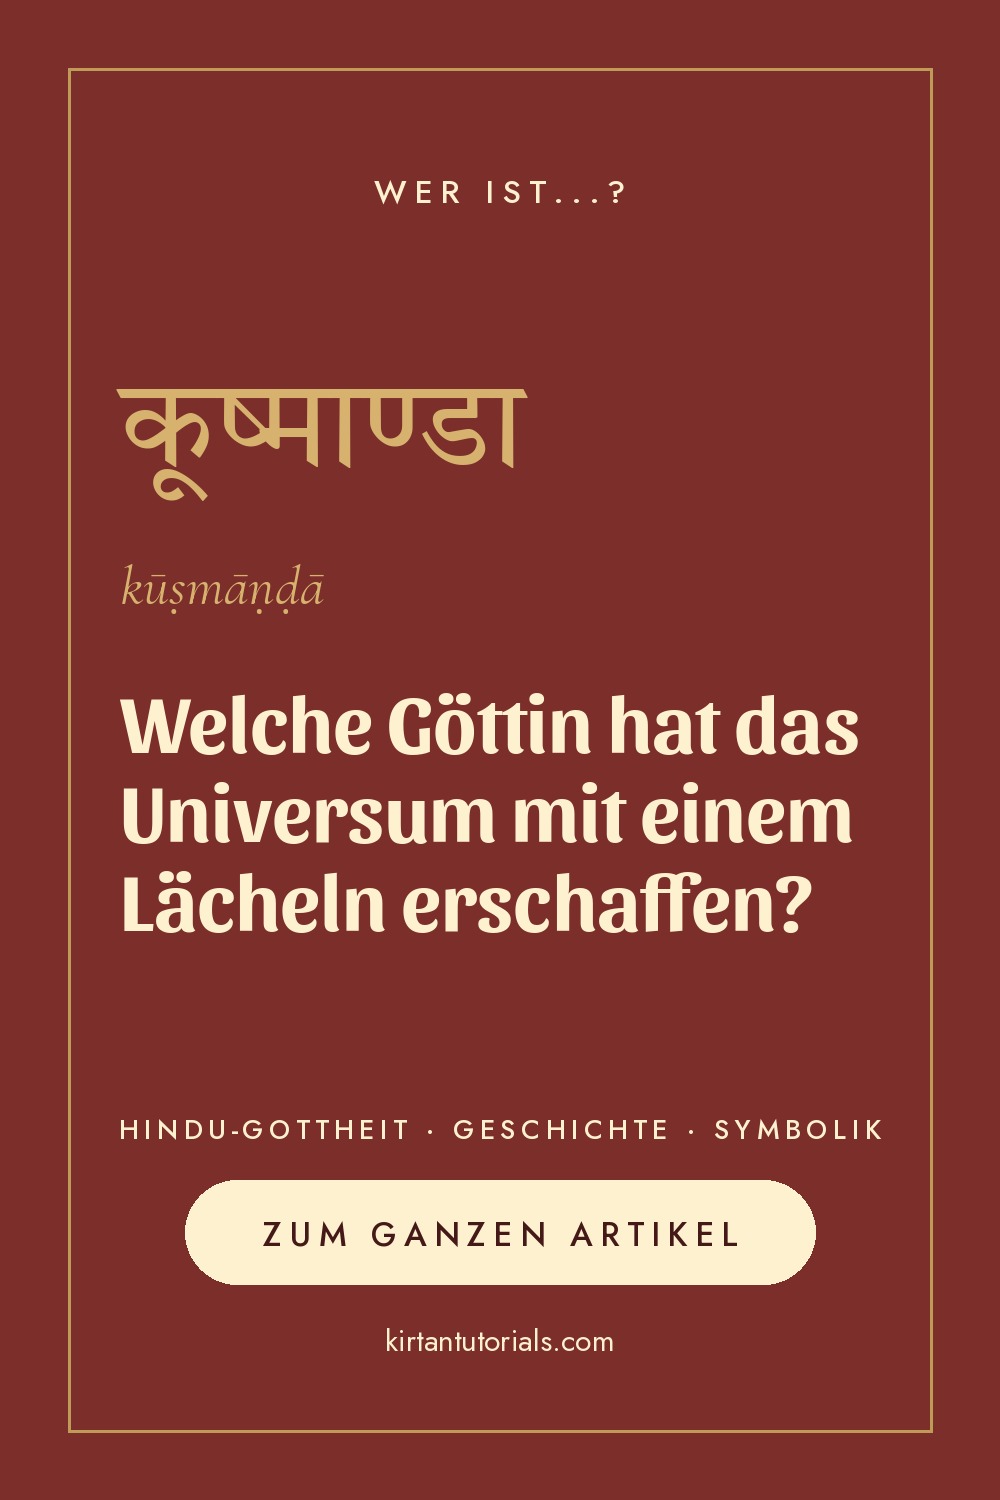 WER IST...?
कूष्माण्डा
kūṣmāṇḍā
Welche Göttin hat das
Universum mit einem
Lächeln erschaffen?
HINDU-GOTTHEIT · GESCHICHTE · SYMBOLIK
ZUM GANZEN ARTIKEL
kirtantutorials.com